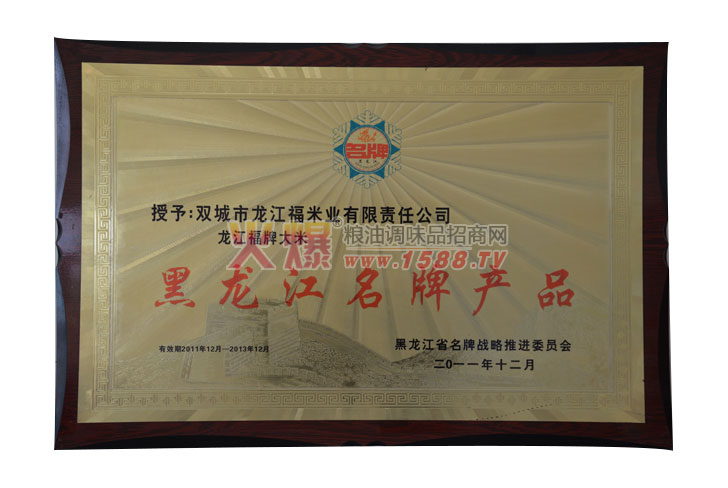 名牌
黑龙江
授予:双城市龙江福米业有限责任公司
龙江福牌大米
火爆® 粮油调味品招商网
www.1588.TV
黑龙江名牌产品
有效期2011年12月—2013年12月
黑龙江省名牌战略推进委员会
二0一一年十二月